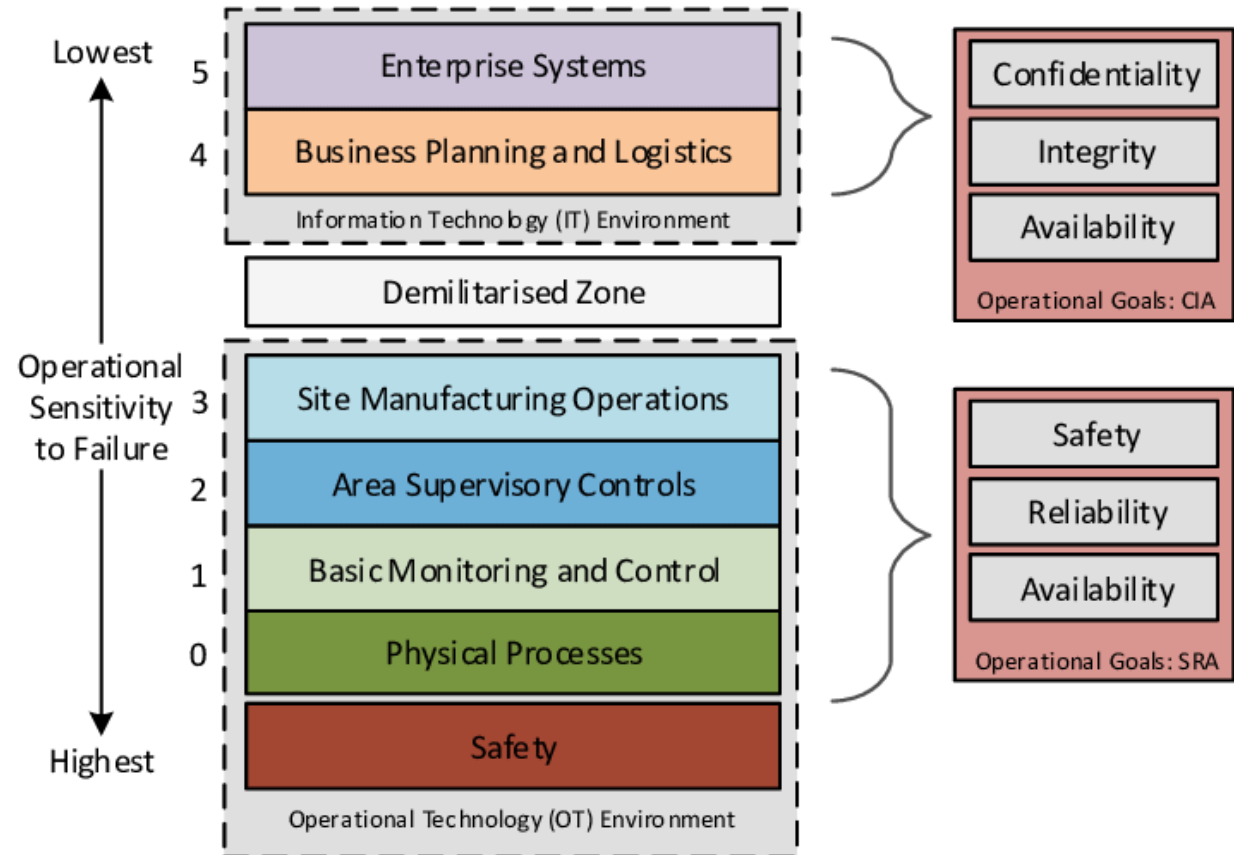 Lowest
5
Enterprise Systems
4
Business Planning and Logistics
Information Technology (IT) Environment
Confidentiality
Integrity
Availability
Operational Goals: CIA
Demilitarised Zone
Operational
Sensitivity
to Failure
3
Site Manufacturing Operations
2
Area Supervisory Controls
1
Basic Monitoring and Control
0
Physical Processes
Safety
Reliability
Availability
Operational Goals: SRA
Highest
Safety
Operational Technology (OT) Environment